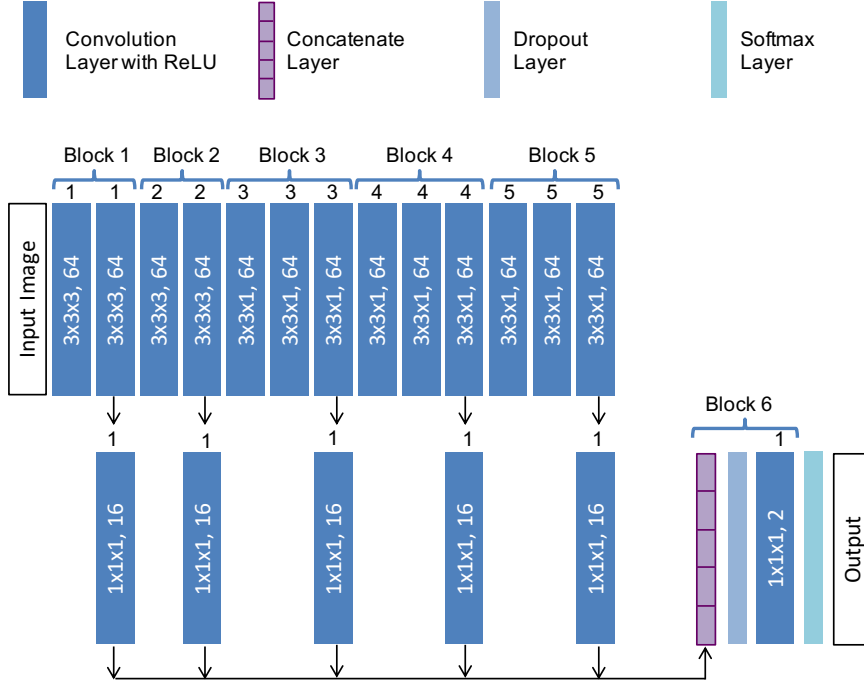 Convolution
Layer with ReLU
Concatenate
Layer
Dropout
Layer
Softmax
Layer
Block 1 Block 2 Block 3 Block 4 Block 5
1 1 2 2 3 3 3 4 4 4 5 5 5
Input Image
3x3x3, 64
3x3x3, 64
3x3x3, 64
3x3x3, 64
3x3x1, 64
3x3x1, 64
3x3x1, 64
3x3x1, 64
3x3x1, 64
3x3x1, 64
3x3x1, 64
3x3x1, 64
3x3x1, 64
Block 6
1 1 1 1 1 1
1x1x1, 16
1x1x1, 16
1x1x1, 16
1x1x1, 16
1x1x1, 16
1x1x1, 2
Output